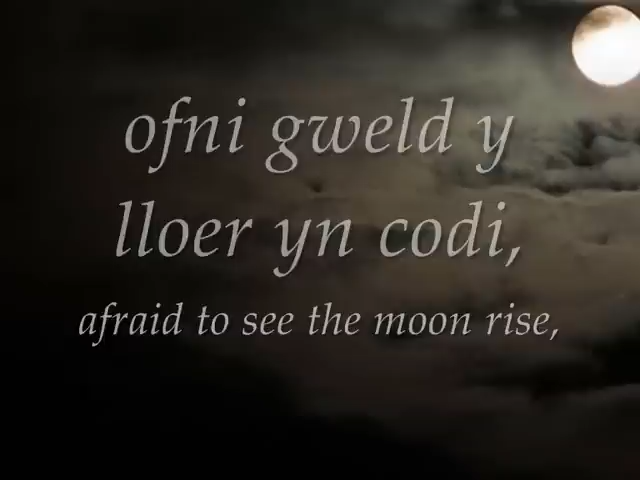 ofni gweld y
lloer yn codi,
afraid to see the moon rise,